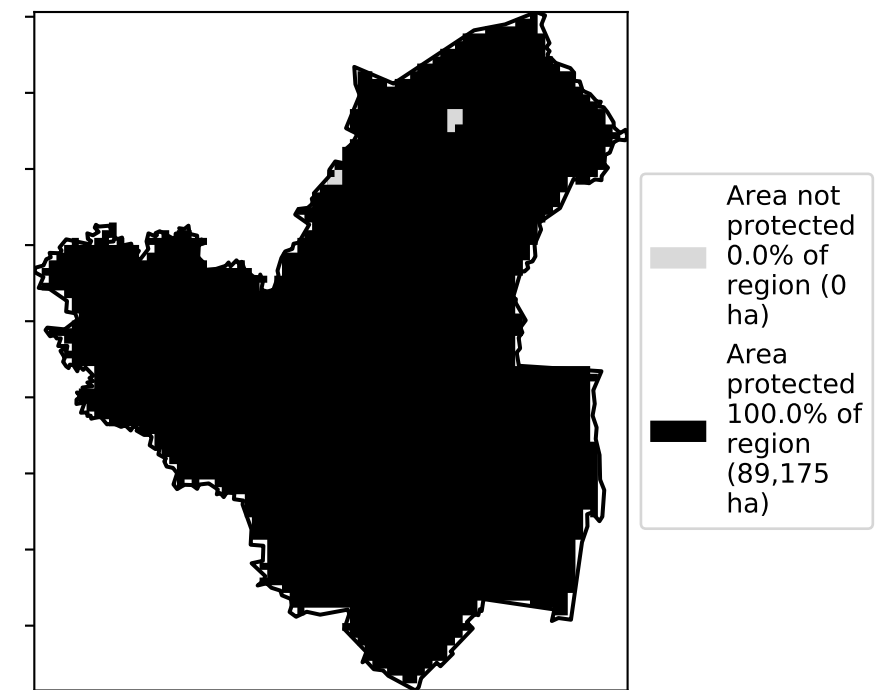 Area not
protected
0.0% of
region (0
ha)
Area
protected
100.0% of
region
(89,175
ha)